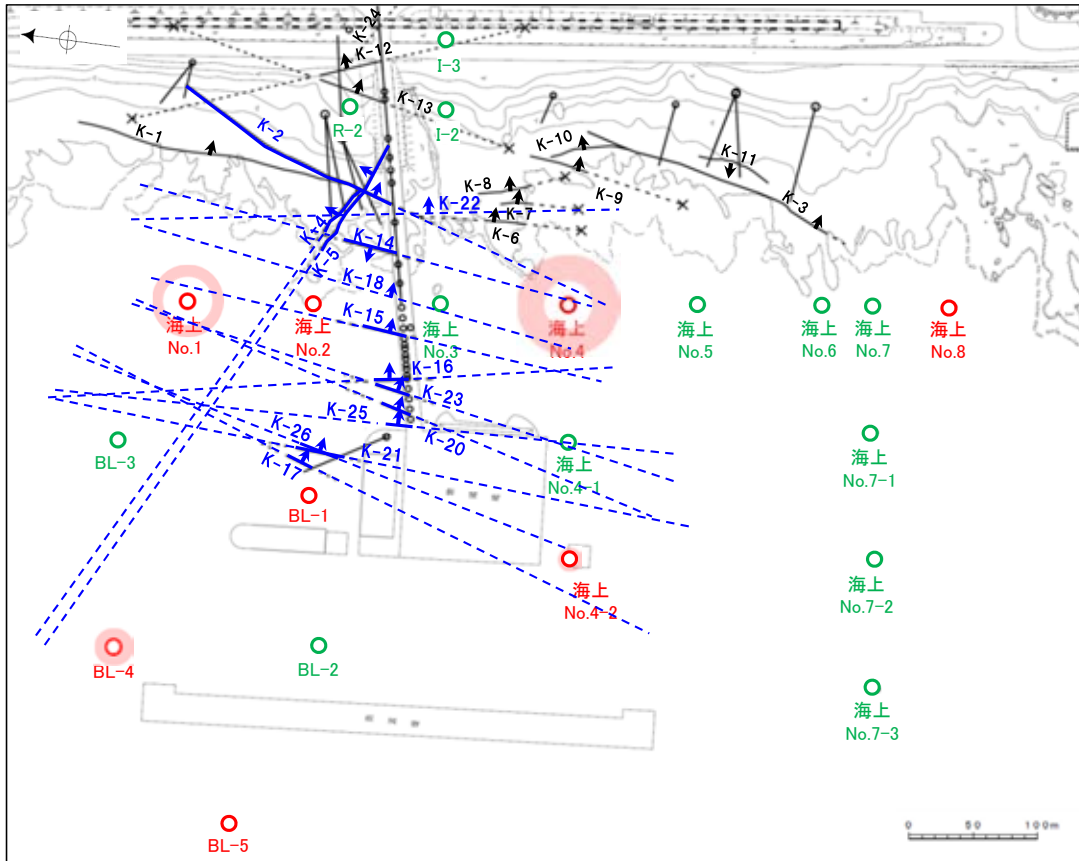 K-24
I-3
K-12
K-13
R-2
I-2
K-1
K-2
K-10
K-11
K-8
K-9
K-7
K-3
K-22
K-6
K-4
K-14
K-5
K-18
K-15
海上
No.1
海上
No.2
海上
No.3
海上
No.4
海上
No.5
海上
No.6
海上
No.7
海上
No.8
K-16
K-23
K-25
K-20
K-26
K-21
K-17
BL-3
海上
No.4-1
海上
No.7-1
BL-1
海上
No.4-2
海上
No.7-2
BL-4
BL-2
海上
No.7-3
BL-5
0 50 100m